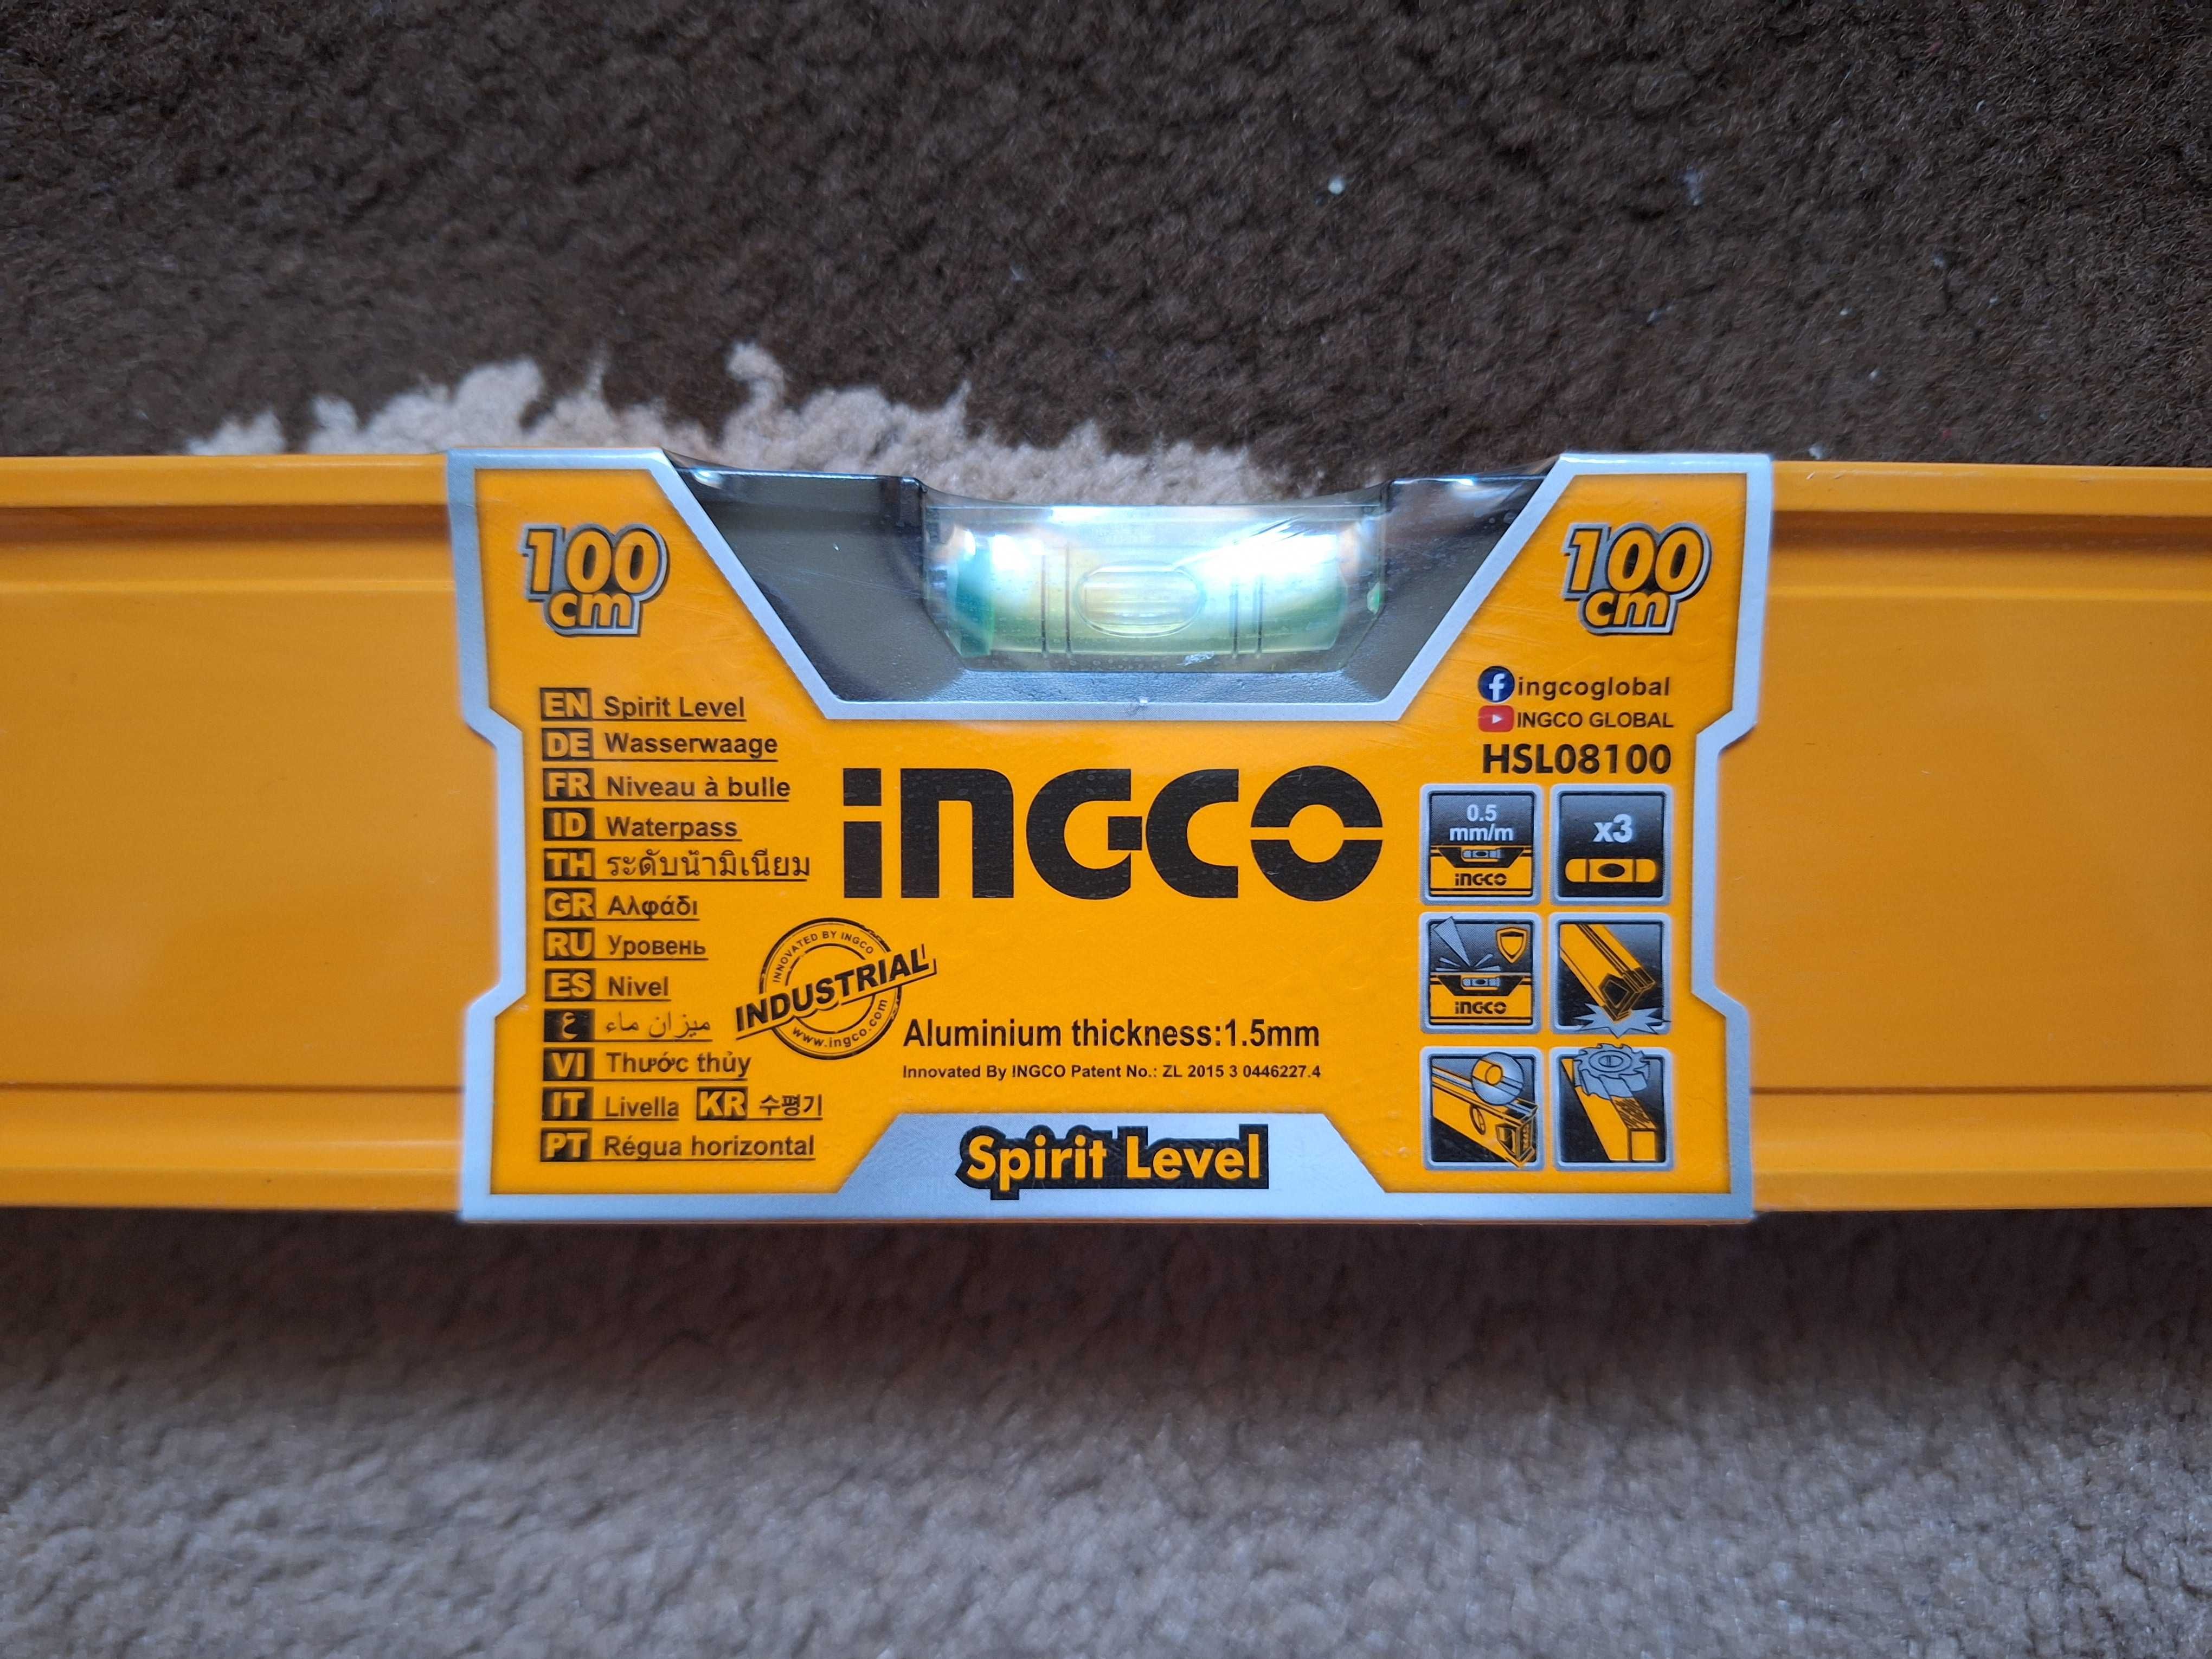 100
cm
100
cm
EN Spirit Level
DE Wasserwaage
FR Niveau à bulle
ID Waterpass
TH ระดับน้ำมิเนียม
GR Αλφάδι
RU Уровень
ES Nivel
ع ميزان ماء
VI Thước thủy
IT Livella KR 수평기
PT Régua horizontal
INGCO
INNOVATED BY INGCO
INDUSTRIAL
www.ingco.com
Aluminium thickness:1.5mm
Innovated By INGCO Patent No.: ZL 2015 3 0446227.4
Spirit Level
ingcoglobal
INGCO GLOBAL
HSL08100
0.5
mm/m
INGCO
x3
INGCO